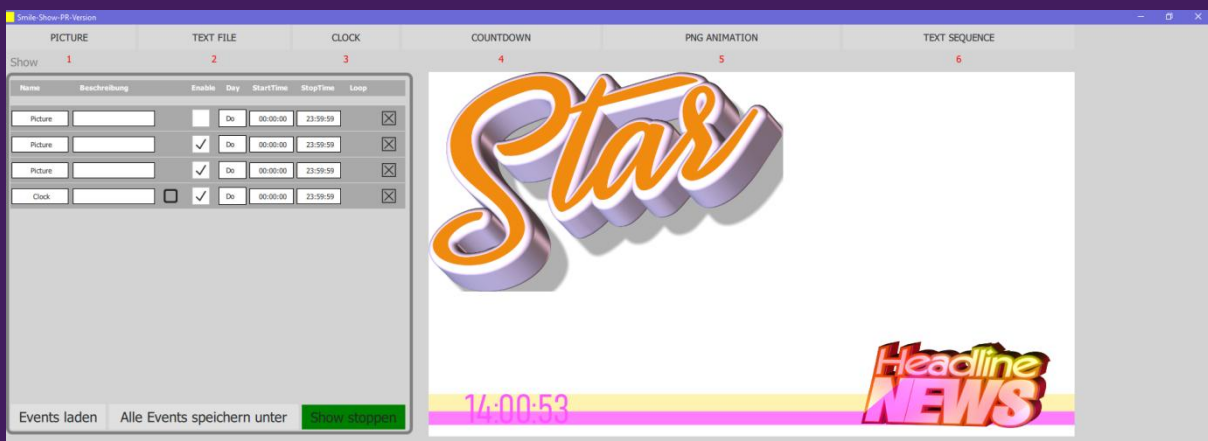 Smile-Show-PR-Version
PICTURE TEXT FILE CLOCK COUNTDOWN PNG ANIMATION TEXT SEQUENCE
Show 1 2 3 4 5 6
Name Beschreibung Enable Day StartTime StopTime Loop
Picture Do 00:00:00 23:59:59
Picture Do 00:00:00 23:59:59
Picture Do 00:00:00 23:59:59
Clock Do 00:00:00 23:59:59
Events laden Alle Events speichern unter Show stoppen
Star
Headline
NEWS
14:00:53